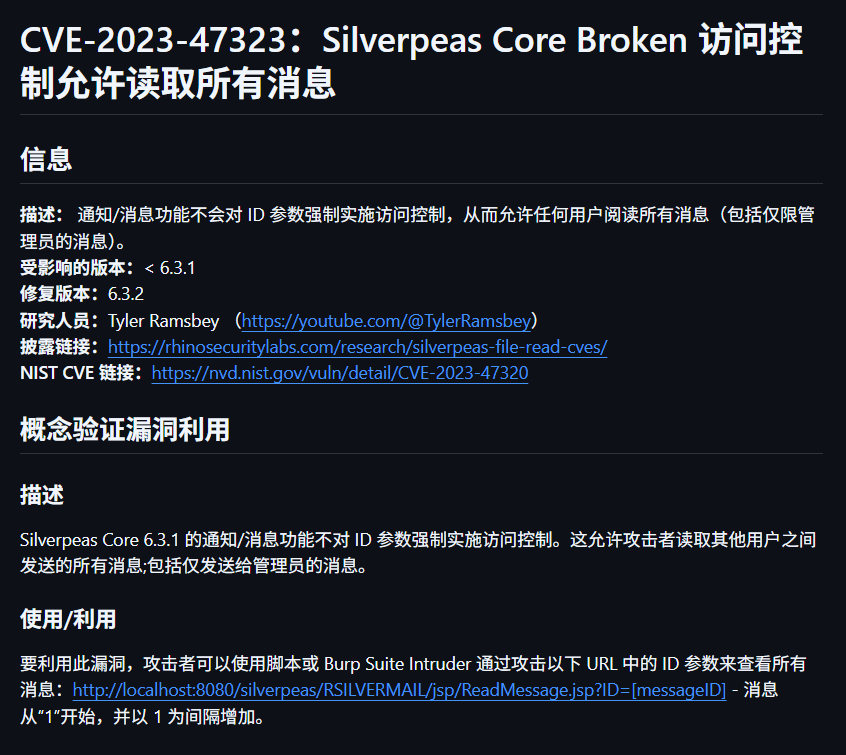 CVE-2023-47323：Silverpeas Core Broken 访问控
制允许读取所有消息
信息
描述： 通知/消息功能不会对 ID 参数强制实施访问控制，从而允许任何用户阅读所有消息（包括仅限管
理员的消息）。
受影响的版本：< 6.3.1
修复版本：6.3.2
研究人员：Tyler Ramsbey （https://youtube.com/@TylerRamsbey）
披露链接：https://rhinosecuritylabs.com/research/silverpeas-file-read-cves/
NIST CVE 链接：https://nvd.nist.gov/vuln/detail/CVE-2023-47320
概念验证漏洞利用
描述
Silverpeas Core 6.3.1 的通知/消息功能不对 ID 参数强制实施访问控制。这允许攻击者读取其他用户之间
发送的所有消息;包括仅发送给管理员的消息。
使用/利用
要利用此漏洞，攻击者可以使用脚本或 Burp Suite Intruder 通过攻击以下 URL 中的 ID 参数来查看所有
消息：http://localhost:8080/silverpeas/RSILVERMAIL/jsp/ReadMessage.jsp?ID=[messageID] - 消息
从“1”开始，并以 1 为间隔增加。